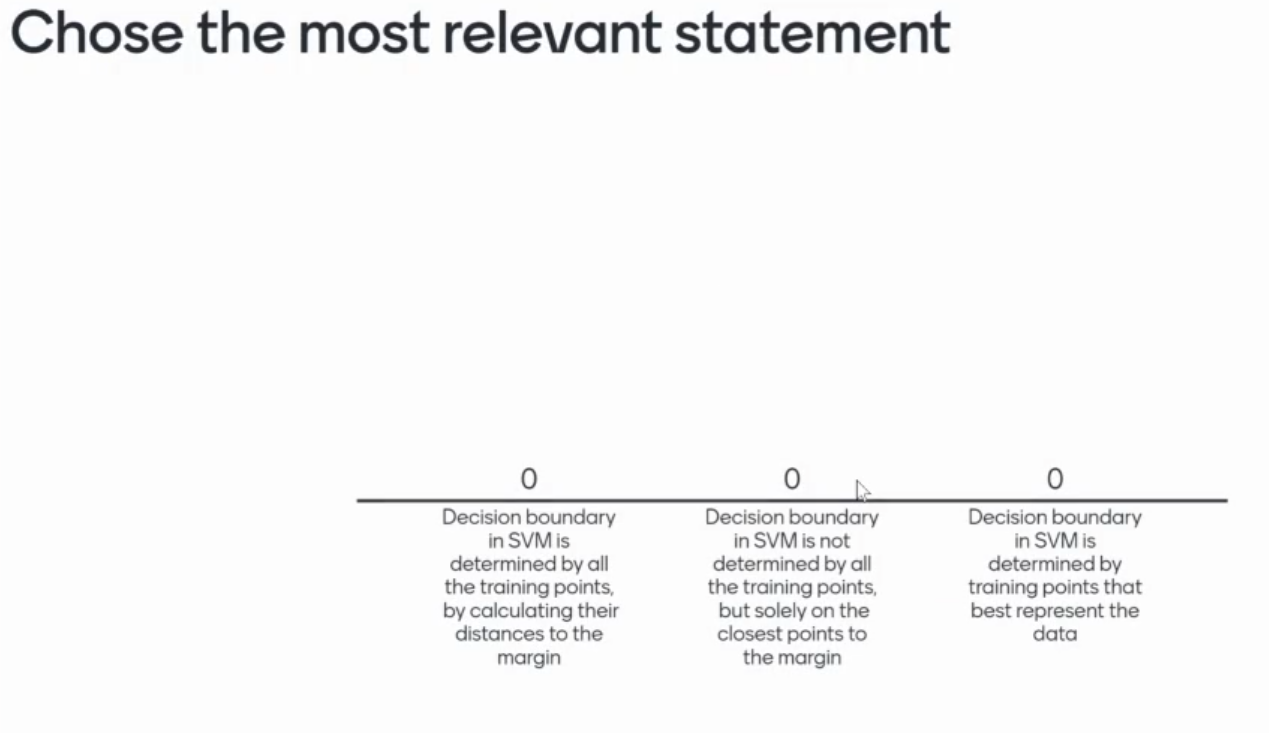 Chose the most relevant statement
0
0
0
Decision boundary
in SVM is
determined by all
the training points,
by calculating their
distances to the
margin
Decision boundary
in SVM is not
determined by all
the training points,
but solely on the
closest points to
the margin
Decision boundary
in SVM is
determined by
training points that
best represent the
data